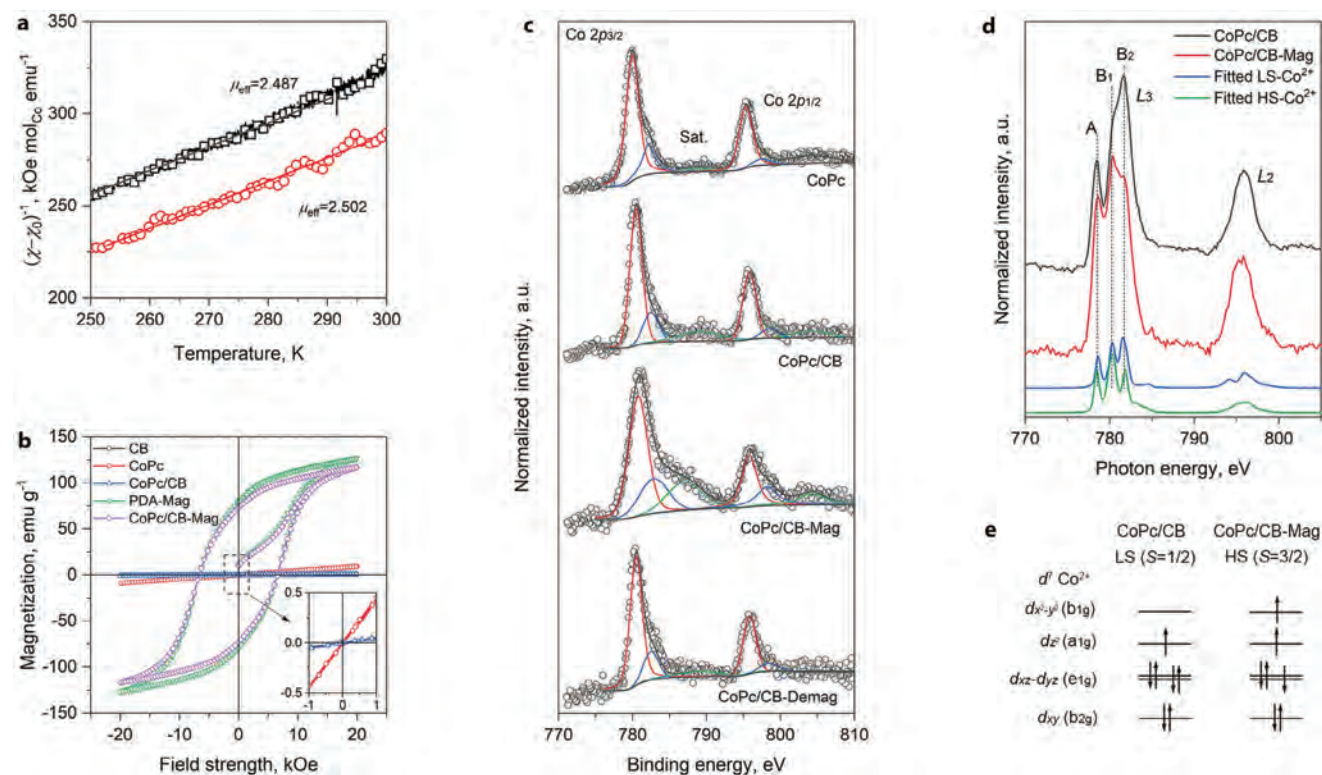 a
350
300
250
200
(χ−χ₀)⁻¹, kOe mol_Co emu⁻¹
μ_eff=2.487
μ_eff=2.502
250 260 270 280 290 300
Temperature, K
b
150
100
50
0
-50
-100
-150
Magnetization, emu g⁻¹
CB
CoPc
CoPc/CB
PDA-Mag
CoPc/CB-Mag
0.5
0.0
-0.5
-1 0 1
-20 -10 0 10 20
Field strength, kOe
c
Co 2p3/2
Sat.
Co 2p1/2
CoPc
CoPc/CB
CoPc/CB-Mag
CoPc/CB-Demag
Normalized intensity, a.u.
770 780 790 800 810
Binding energy, eV
d
CoPc/CB
CoPc/CB-Mag
Fitted LS-Co²⁺
Fitted HS-Co²⁺
A
B₁
B₂
L₃
L₂
Normalized intensity, a.u.
770 780 790 800
Photon energy, eV
e
CoPc/CB CoPc/CB-Mag
LS (S=1/2) HS (S=3/2)
d⁷ Co²⁺
dx²-y² (b1g)
dz² (a1g)
dxz-dyz (e1g)
dxy (b2g)